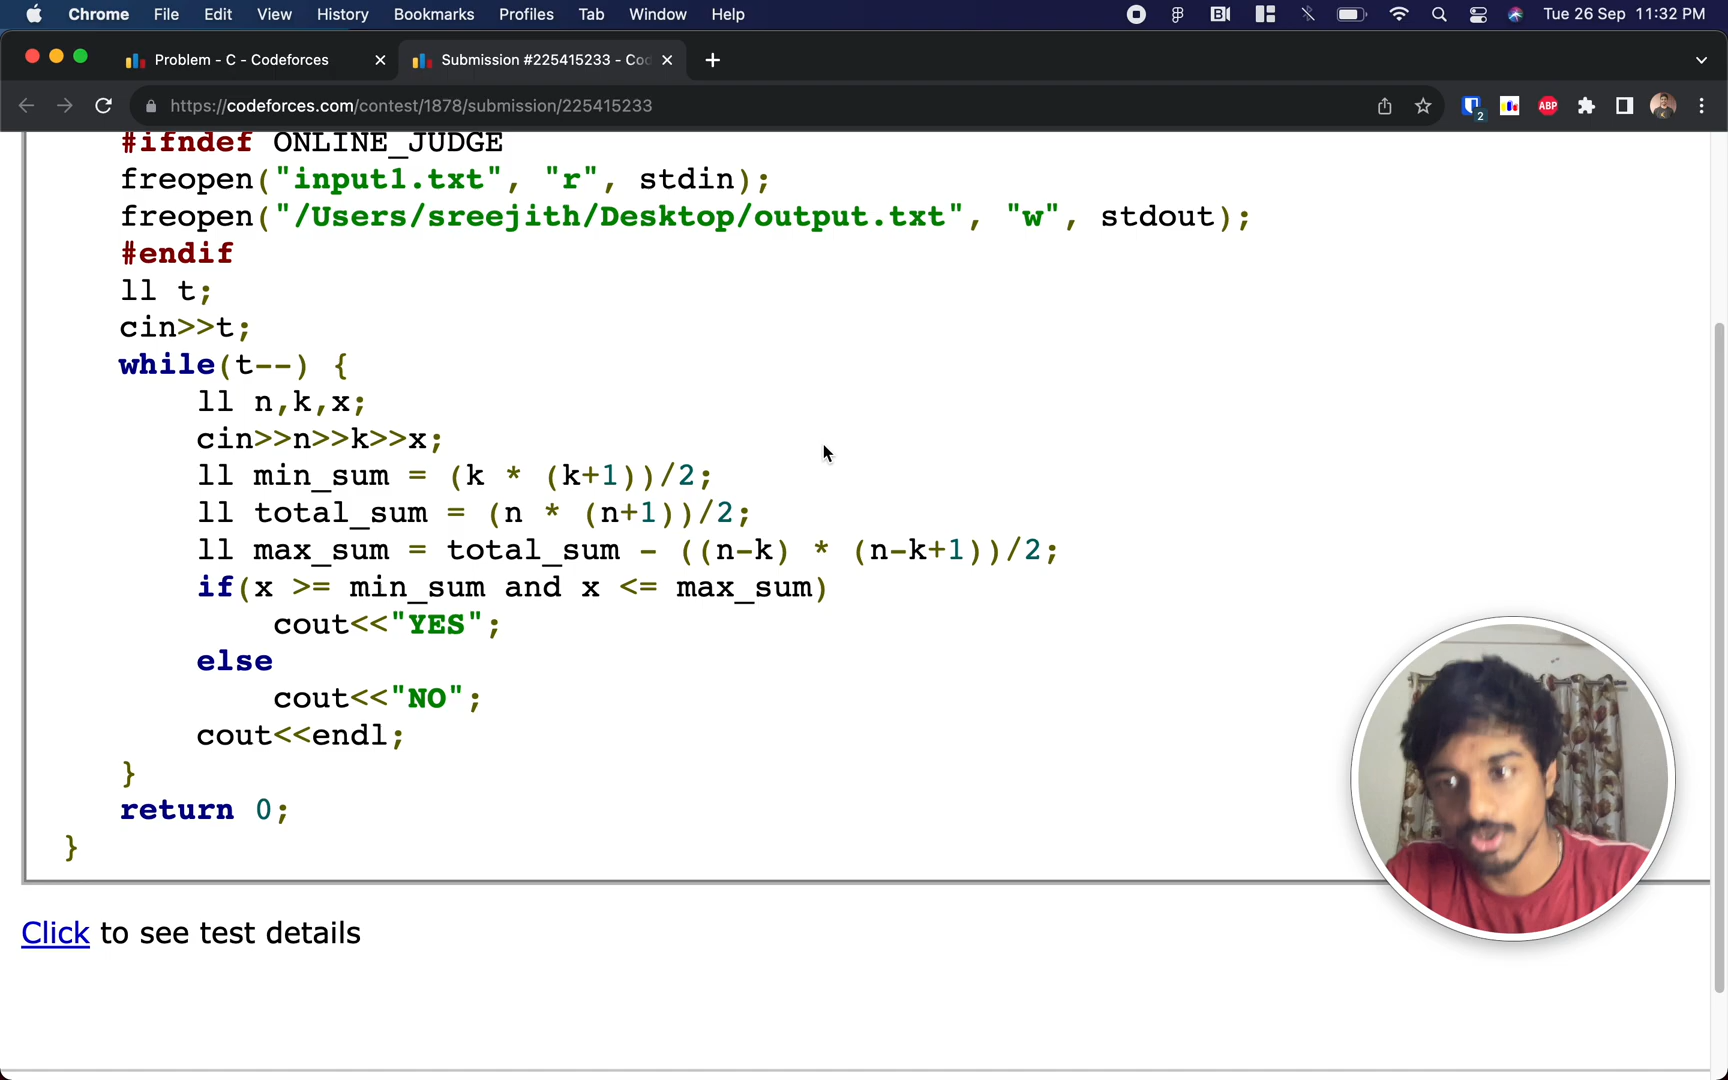 Chrome File Edit View History Bookmarks Profiles Tab Window Help Tue 26 Sep 11:32 PM
Problem - C - Codeforces Submission #225415233 - Co
https://codeforces.com/contest/1878/submission/225415233 2 ABP
#ifndef ONLINE_JUDGE
freopen("input1.txt", "r", stdin);
freopen("/Users/sreejith/Desktop/output.txt", "w", stdout);
#endif
ll t;
cin>>t;
while(t--) {
ll n,k,x;
cin>>n>>k>>x;
ll min_sum = (k * (k+1))/2;
ll total_sum = (n * (n+1))/2;
ll max_sum = total_sum - ((n-k) * (n-k+1))/2;
if(x >= min_sum and x <= max_sum)
cout<<"YES";
else
cout<<"NO";
cout<<endl;
}
return 0;
}
Click to see test details